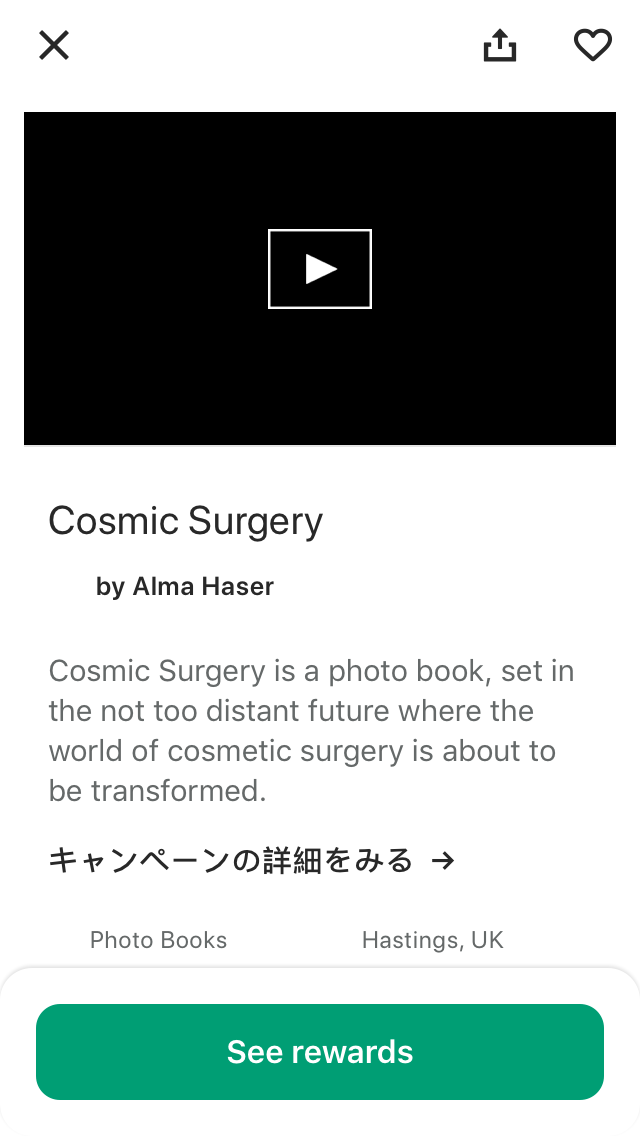 Cosmic Surgery
by Alma Haser
Cosmic Surgery is a photo book, set in
the not too distant future where the
world of cosmetic surgery is about to
be transformed.
キャンペーンの詳細をみる →
Photo Books
Hastings, UK
See rewards